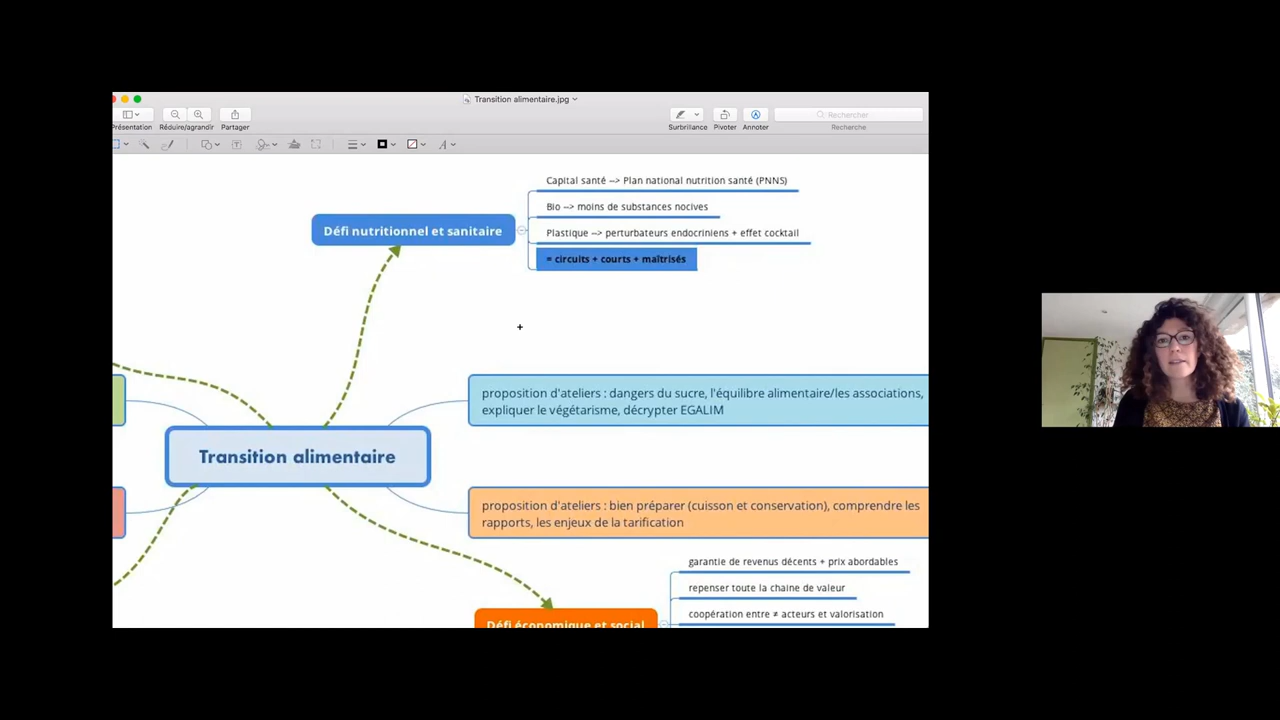 Transition alimentaire.jpg
Présentation
Réduire/agrandir
Partager
Surbrillance
Pivoter
Annoter
Rechercher
Recherche
Défi nutritionnel et sanitaire
Capital santé --> Plan national nutrition santé (PNNS)
Bio --> moins de substances nocives
Plastique --> perturbateurs endocriniens + effet cocktail
= circuits + courts + maîtrisés
proposition d'ateliers : dangers du sucre, l'équilibre alimentaire/les associations,
expliquer le végétarisme, décrypter EGALIM
Transition alimentaire
proposition d'ateliers : bien préparer (cuisson et conservation), comprendre les
rapports, les enjeux de la tarification
garantie de revenus décents + prix abordables
repenser toute la chaine de valeur
coopération entre ≠ acteurs et valorisation
Défi économique et social